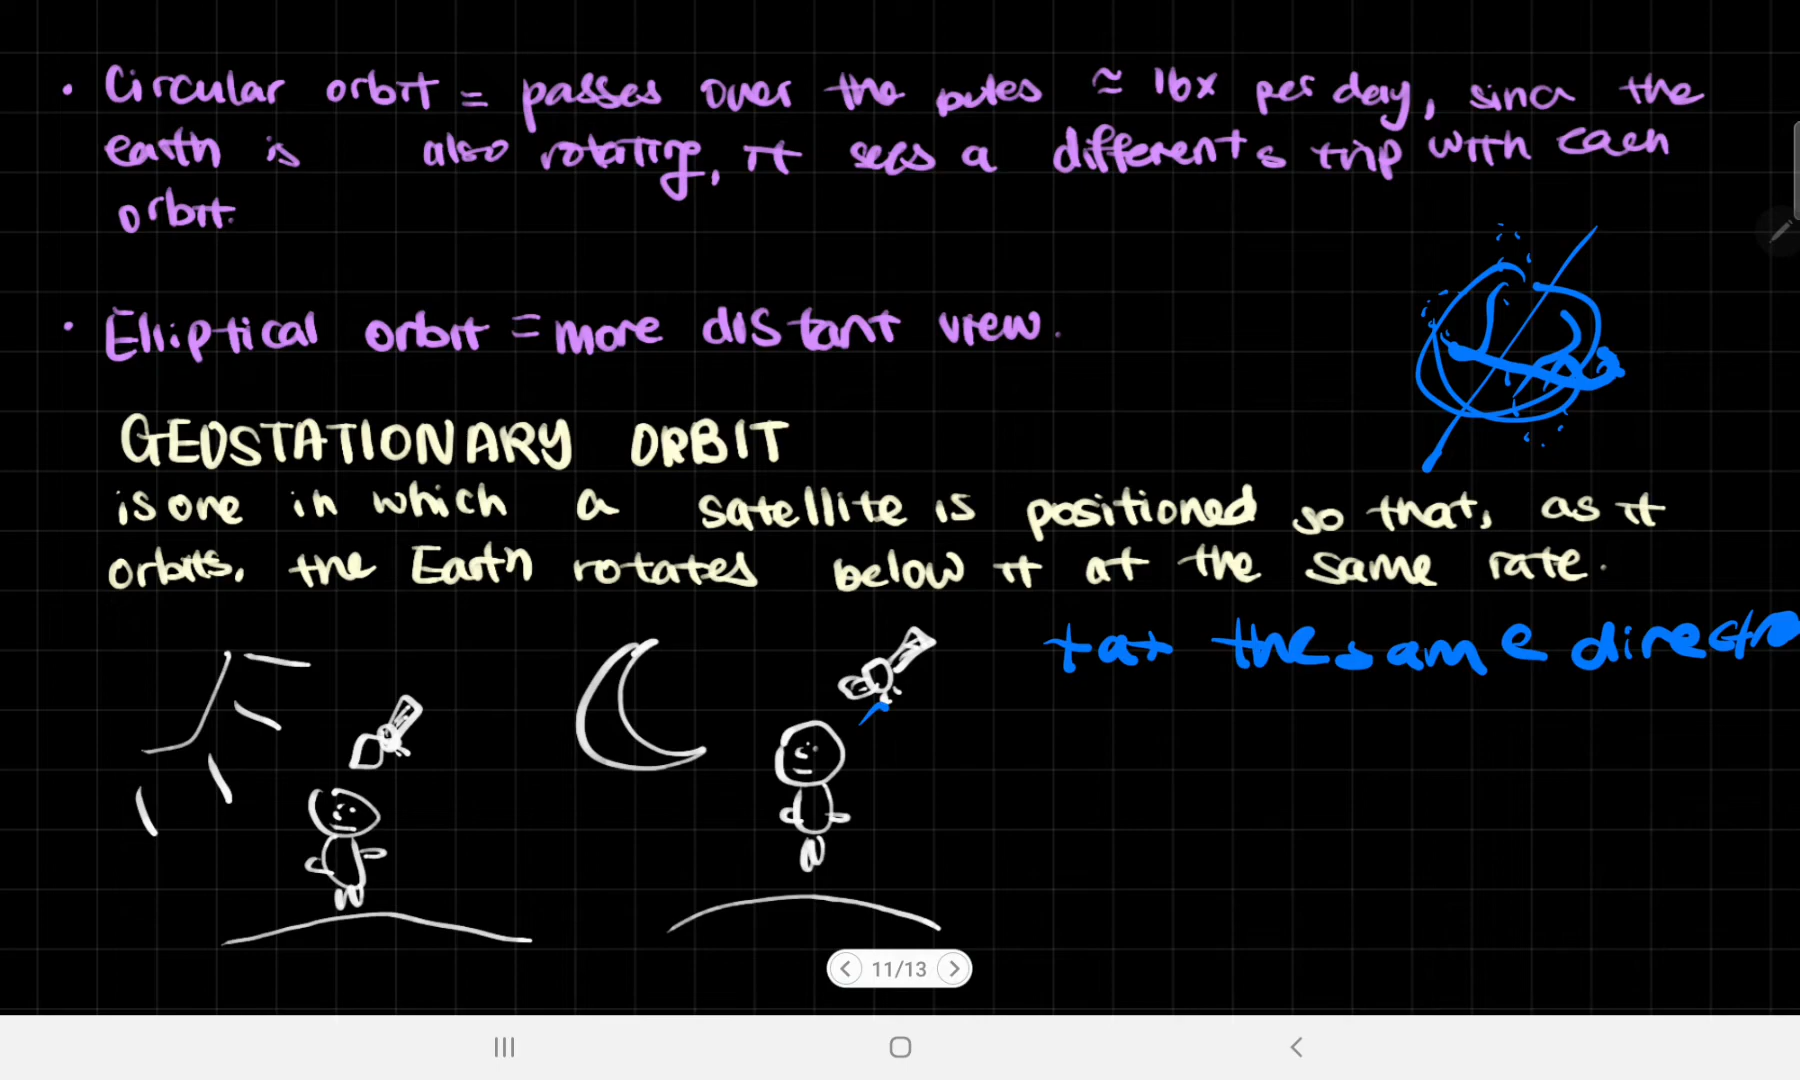 • Circular orbit = passes over the poles ≈ 16x per day, since the
earth is also rotating, it sees a different strip with each
orbit.
• Elliptical orbit = more distant view.
GEOSTATIONARY ORBIT
is one in which a satellite is positioned so that, as it
orbits, the Earth rotates below it at the same rate.
+ at the same directio
11/13